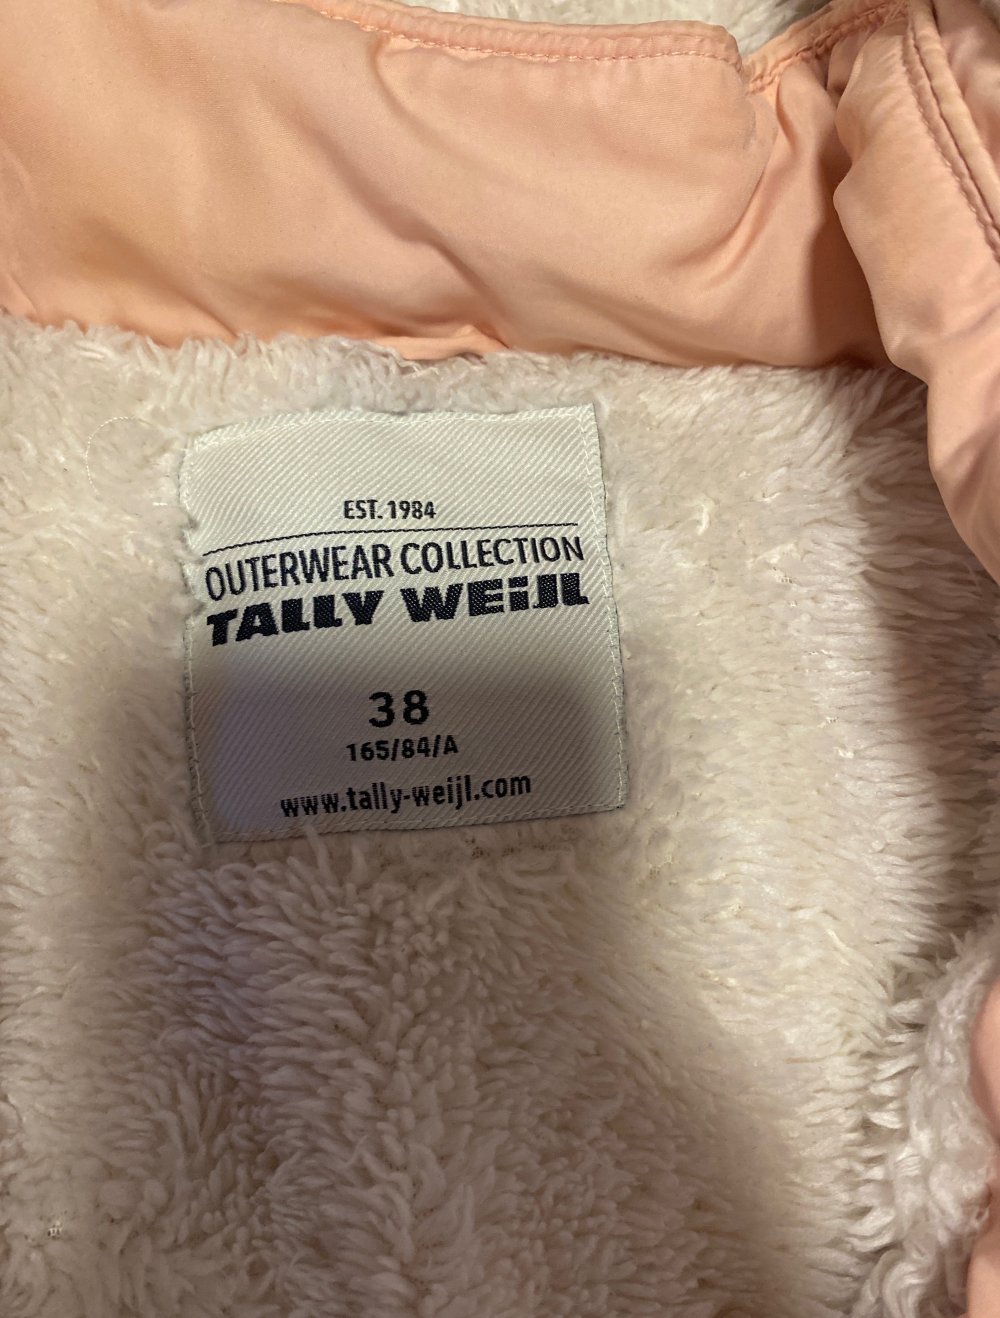 EST. 1984
OUTERWEAR COLLECTION
TALLY WEiJL
38
165/84/A
www.tally-weijl.com